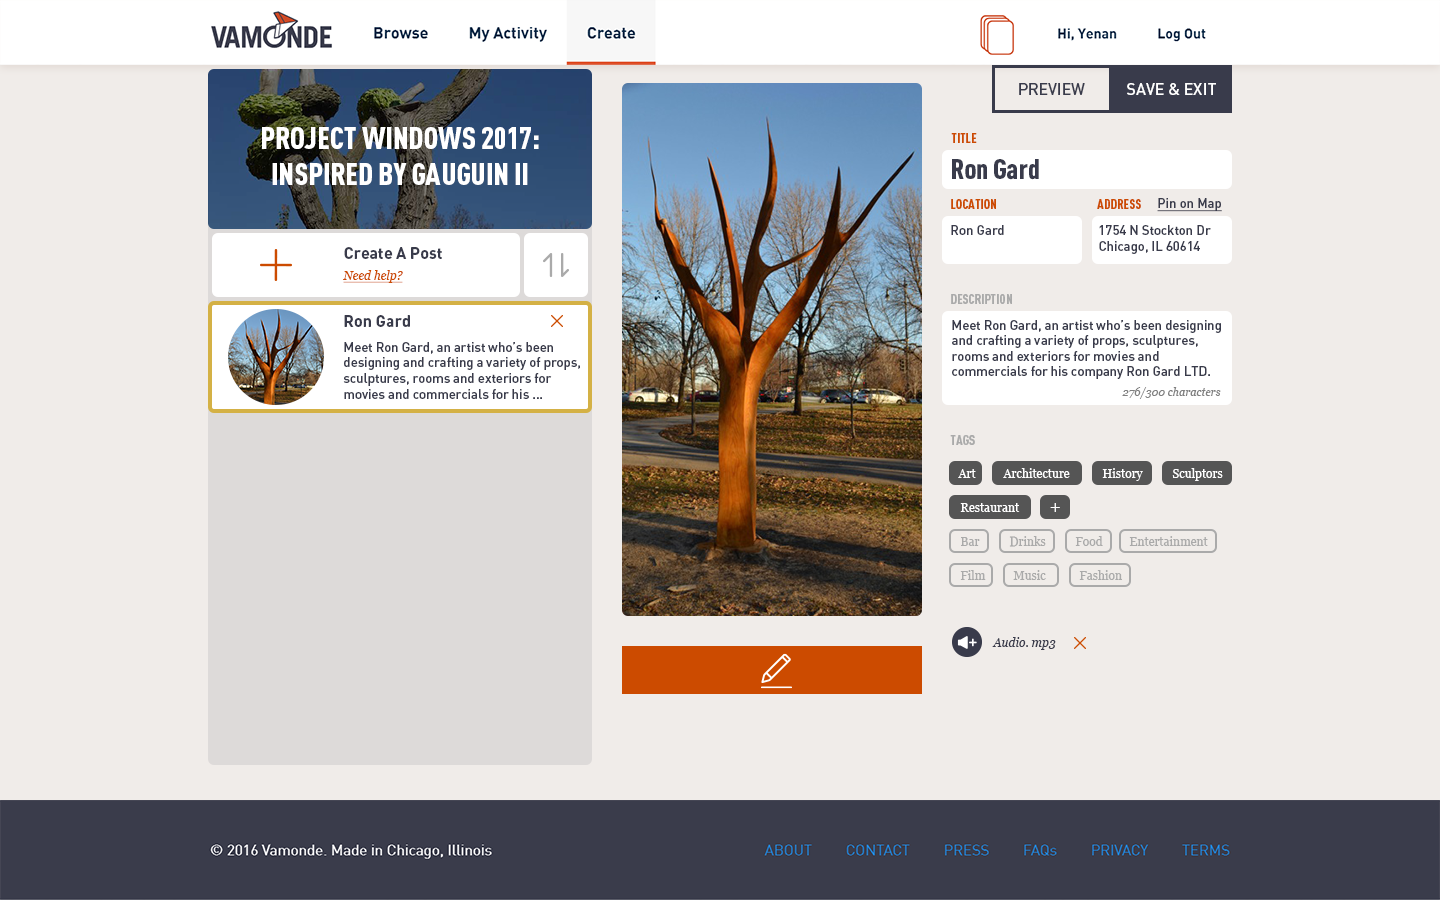 VAMONDE
Browse
My Activity
Create
Hi, Yenan
Log Out
PROJECT WINDOWS 2017:
INSPIRED BY GAUGUIN II
Create A Post
Need help?
Ron Gard
Meet Ron Gard, an artist who's been
designing and crafting a variety of props,
sculptures, rooms and exteriors for
movies and commercials for his ...
PREVIEW
SAVE & EXIT
TITLE
Ron Gard
LOCATION
Ron Gard
ADDRESS
Pin on Map
1754 N Stockton Dr
Chicago, IL 60614
DESCRIPTION
Meet Ron Gard, an artist who's been designing
and crafting a variety of props, sculptures,
rooms and exteriors for movies and
commercials for his company Ron Gard LTD.
276/300 characters
TAGS
Art
Architecture
History
Sculptors
Restaurant
+
Bar
Drinks
Food
Entertainment
Film
Music
Fashion
Audio. mp3
© 2016 Vamonde. Made in Chicago, Illinois
ABOUT
CONTACT
PRESS
FAQs
PRIVACY
TERMS